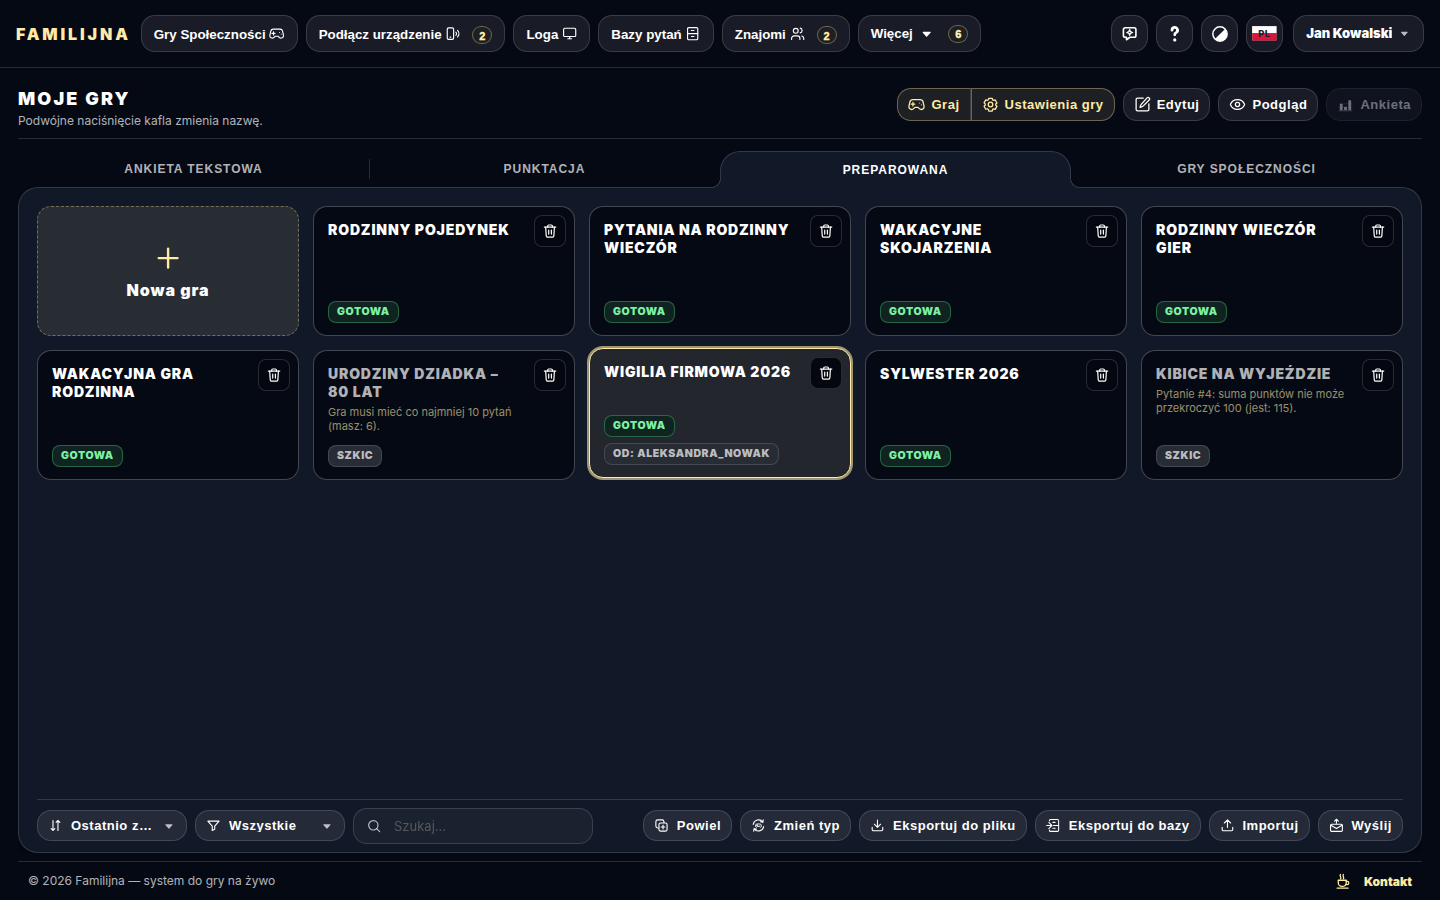 FAMILIJNA
Gry Społeczności
Podłącz urządzenie 2
Loga
Bazy pytań
Znajomi 2
Więcej 6
?
PL
Jan Kowalski
MOJE GRY
Podwójne naciśnięcie kafla zmienia nazwę.
Graj
Ustawienia gry
Edytuj
Podgląd
Ankieta
ANKIETA TEKSTOWA
PUNKTACJA
PREPAROWANA
GRY SPOŁECZNOŚCI
Nowa gra
RODZINNY POJEDYNEK
GOTOWA
PYTANIA NA RODZINNY
WIECZÓR
GOTOWA
WAKACYJNE
SKOJARZENIA
GOTOWA
RODZINNY WIECZÓR
GIER
GOTOWA
WAKACYJNA GRA
RODZINNA
GOTOWA
URODZINY DZIADKA –
80 LAT
Gra musi mieć co najmniej 10 pytań
(masz: 6).
SZKIC
WIGILIA FIRMOWA 2026
GOTOWA
OD: ALEKSANDRA_NOWAK
SYLWESTER 2026
GOTOWA
KIBICE NA WYJEŹDZIE
Pytanie #4: suma punktów nie może
przekroczyć 100 (jest: 115).
SZKIC
Ostatnio z...
Wszystkie
Szukaj...
Powiel
Zmień typ
Eksportuj do pliku
Eksportuj do bazy
Importuj
Wyślij
© 2026 Familijna — system do gry na żywo
Kontakt